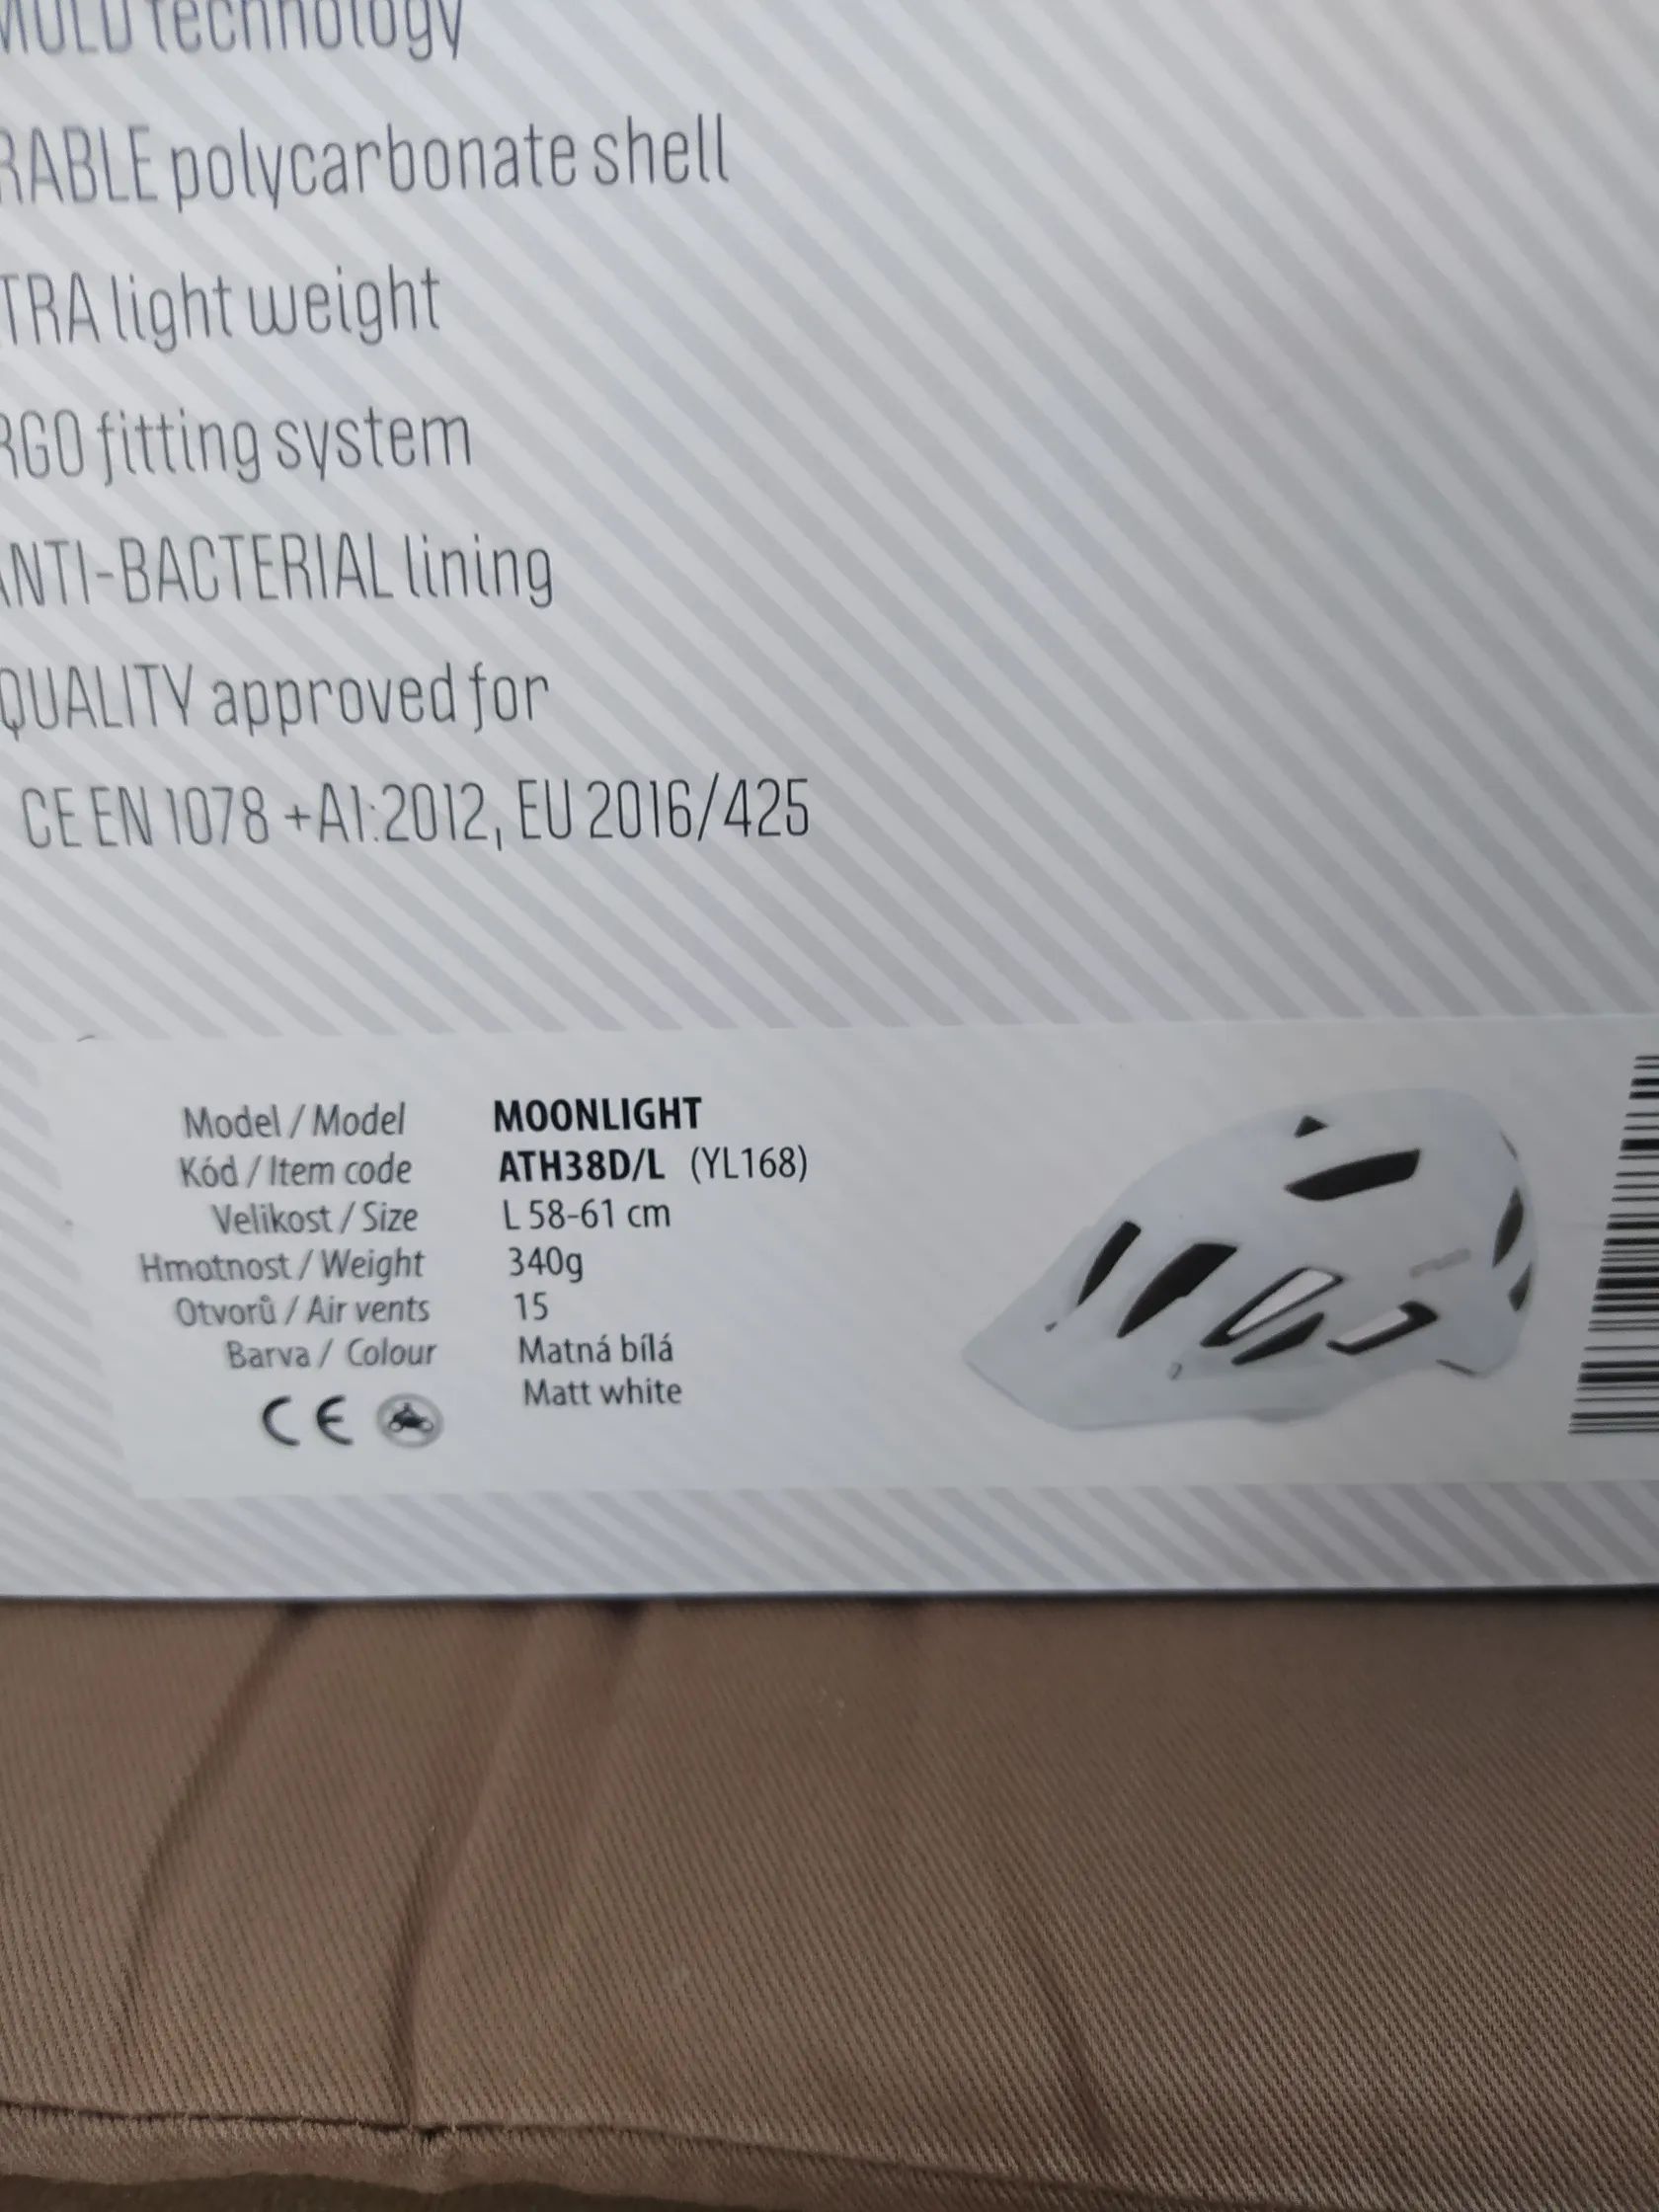 MOLD technology
RABLE polycarbonate shell
TRA light weight
RGO fitting system
ANTI-BACTERIAL lining
QUALITY approved for
CE EN 1078 +A1:2012, EU 2016/425
Model / Model MOONLIGHT
Kód / Item code ATH38D/L (YL168)
Velikost / Size L 58-61 cm
Hmotnost / Weight 340g
Otvorů / Air vents 15
Barva / Colour Matná bílá
Matt white
CE